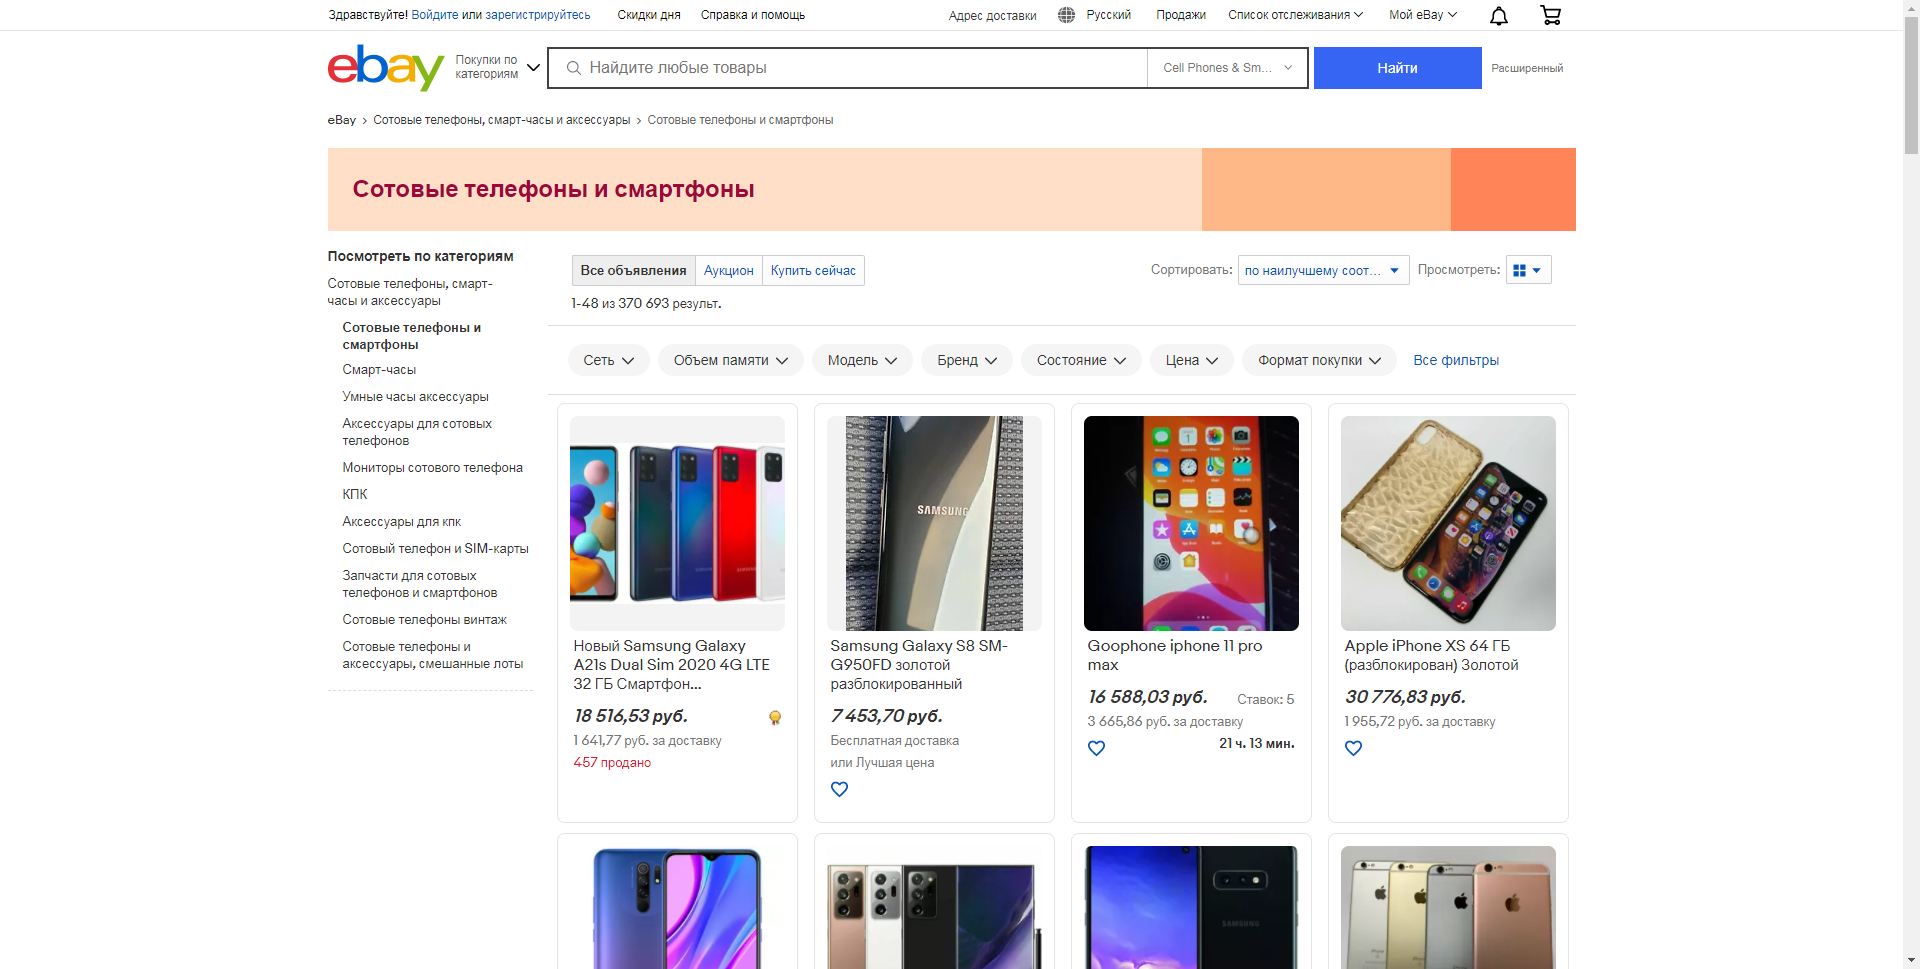 Здравствуйте! Войдите или зарегистрируйтесь Скидки дня Справка и помощь Адрес доставки Русский Продажи Список отслеживания Мой eBay
ebay Покупки по категориям Найдите любые товары Cell Phones & Sm... Найти Расширенный
eBay > Сотовые телефоны, смарт-часы и аксессуары > Сотовые телефоны и смартфоны
Сотовые телефоны и смартфоны
Посмотреть по категориям
Сотовые телефоны, смарт-
часы и аксессуары
Сотовые телефоны и
смартфоны
Смарт-часы
Умные часы аксессуары
Аксессуары для сотовых
телефонов
Мониторы сотового телефона
КПК
Аксессуары для кпк
Сотовый телефон и SIM-карты
Запчасти для сотовых
телефонов и смартфонов
Сотовые телефоны винтаж
Сотовые телефоны и
аксессуары, смешанные лоты
Все объявления Аукцион Купить сейчас Сортировать: по наилучшему соот... Просмотреть:
1-48 из 370 693 результ.
Сеть Объем памяти Модель Бренд Состояние Цена Формат покупки Все фильтры
SAMSUNG
Новый Samsung Galaxy
A21s Dual Sim 2020 4G LTE
32 ГБ Смартфон...
18 516,53 руб.
1 641,77 руб. за доставку
457 продано
Samsung Galaxy S8 SM-
G950FD золотой
разблокированный
7 453,70 руб.
Бесплатная доставка
или Лучшая цена
Goophone iphone 11 pro
max
16 588,03 руб. Ставок: 5
3 665,86 руб. за доставку
21 ч. 13 мин.
Apple iPhone XS 64 ГБ
(разблокирован) Золотой
30 776,83 руб.
1 955,72 руб. за доставку
SAMSUNG